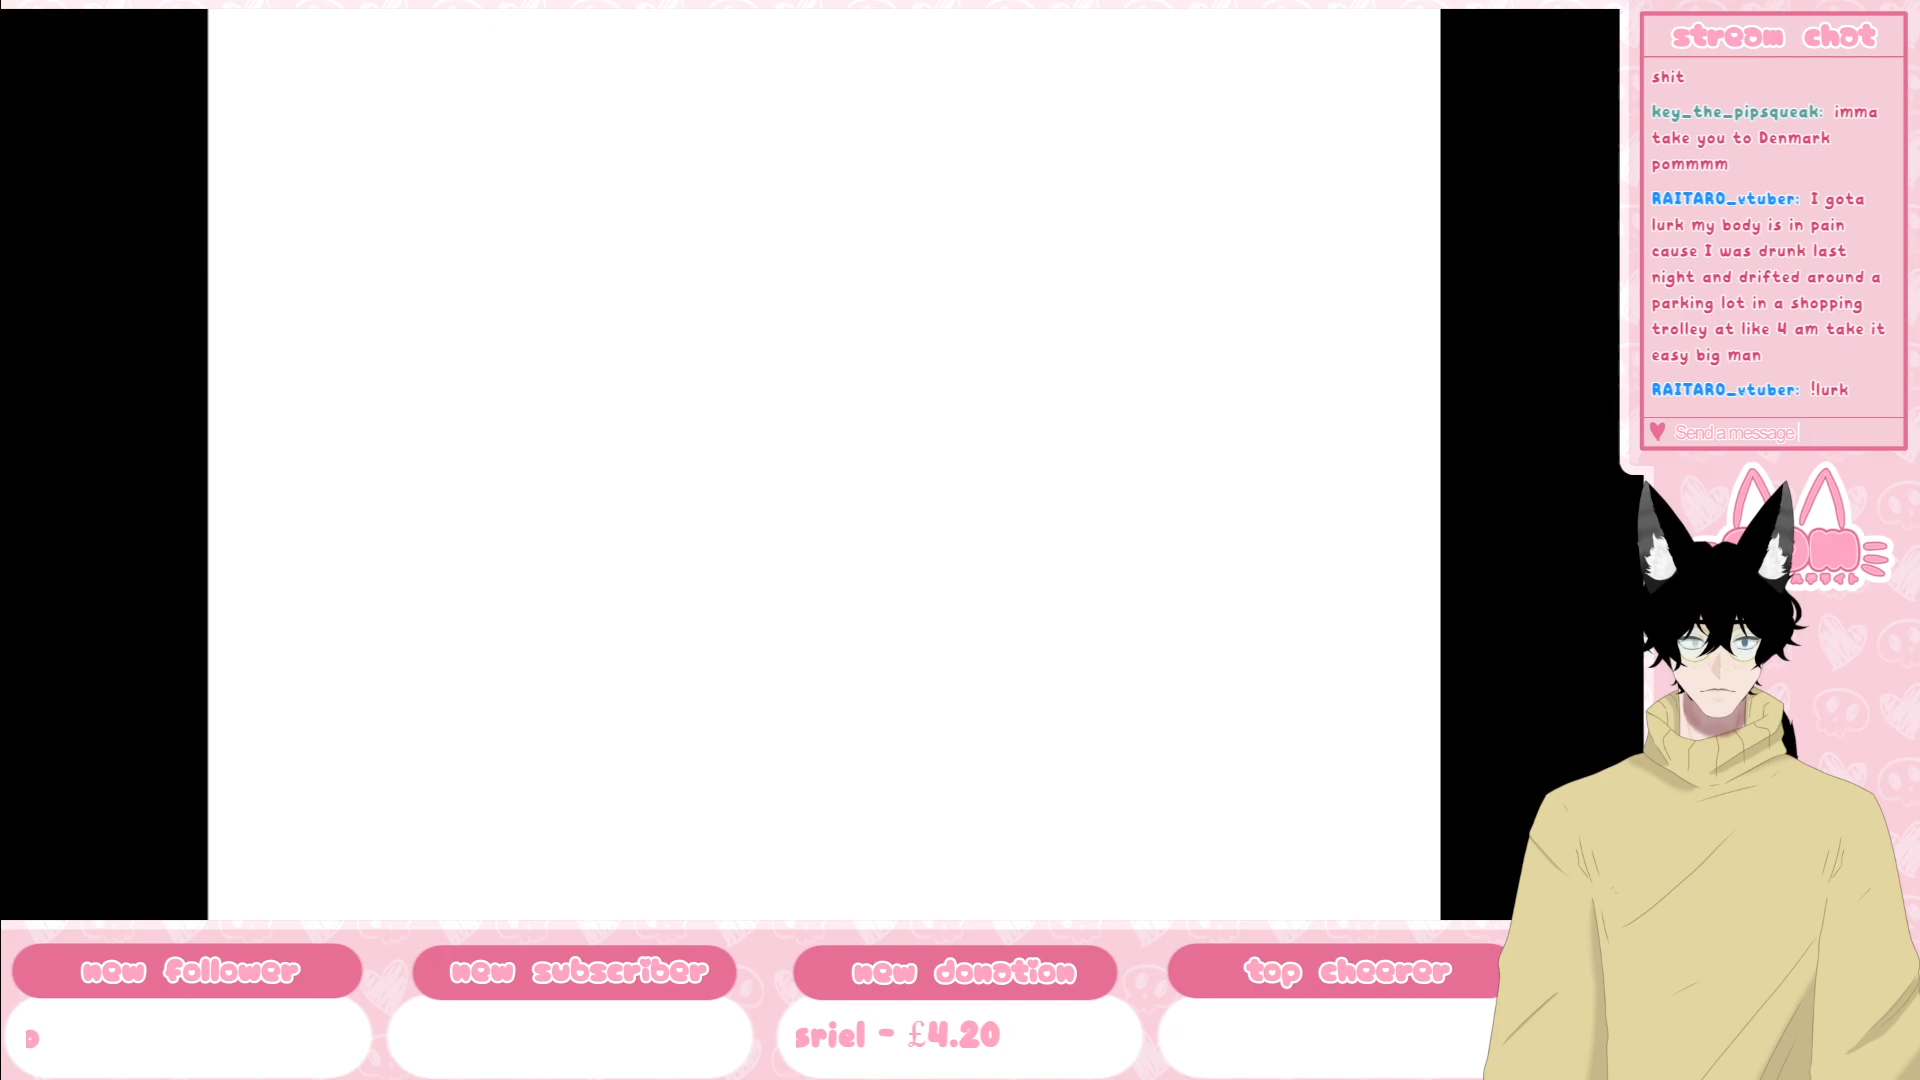 stream chat
shit
key_the_pipsqueak: imma
take you to Denmark
pommmm
RAITARO_vtuber: I gota
lurk my body is in pain
cause I was drunk last
night and drifted around a
parking lot in a shopping
trolley at like 4 am take it
easy big man
RAITARO_vtuber: !lurk
Send a message
new follower
new subscriber
new donation
top cheerer
sriel - £4.20